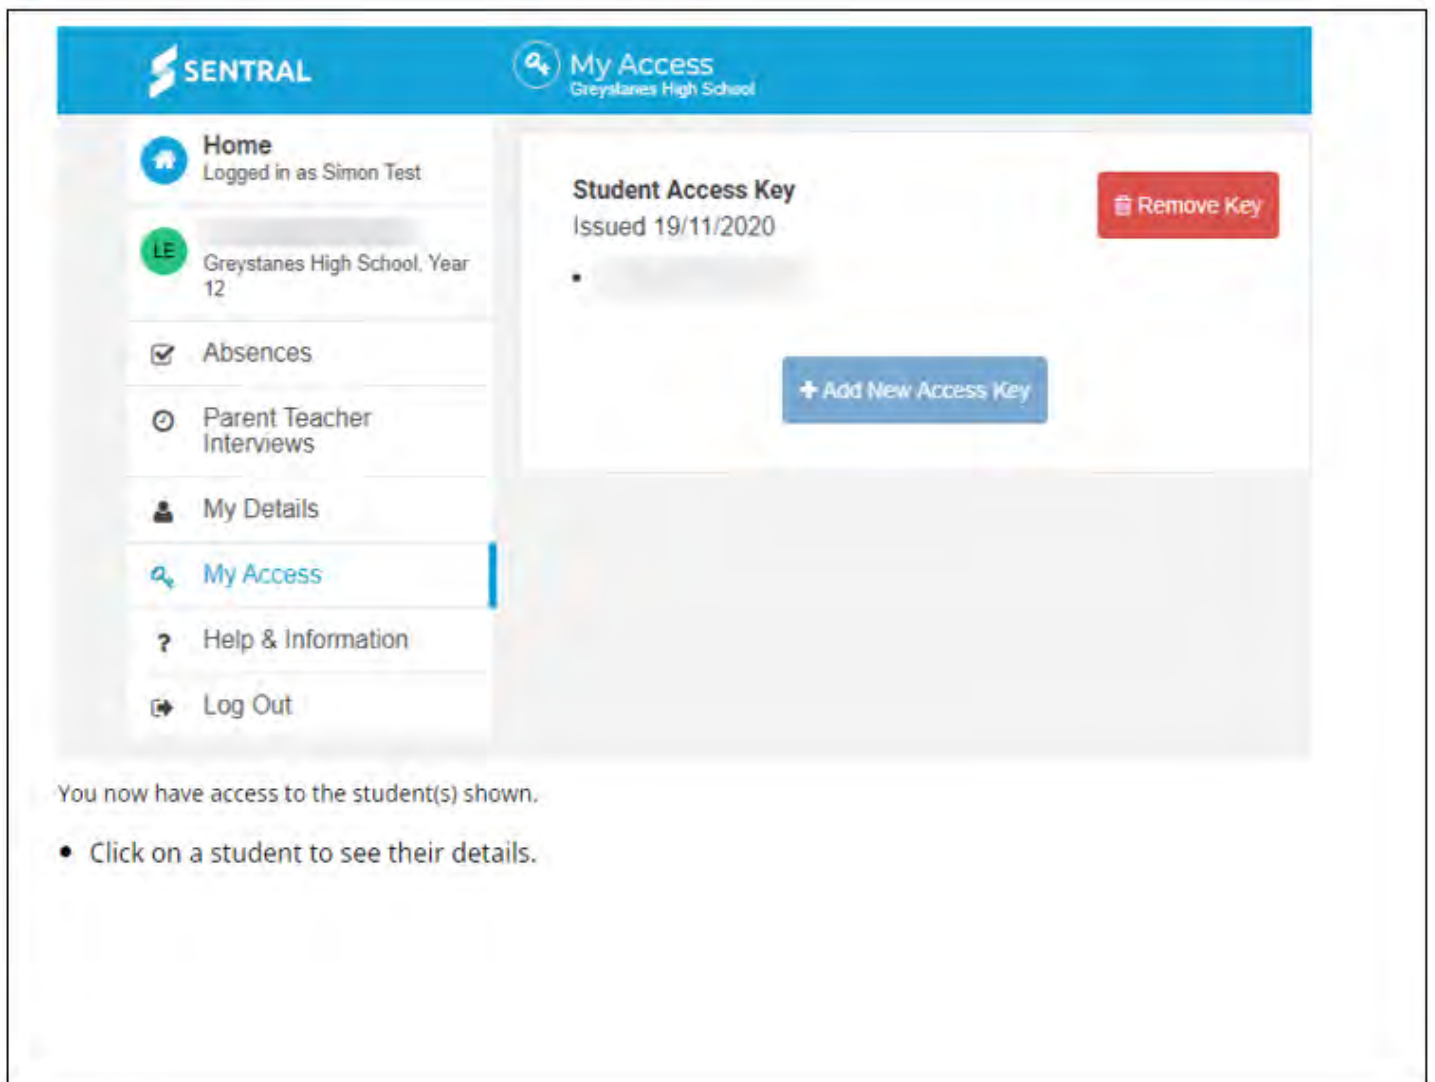 SENTRAL
My Access
Greystanes High School
Home
Logged in as Simon Test
LE
Greystanes High School, Year
12
Absences
Parent Teacher
Interviews
My Details
My Access
Help & Information
Log Out
Student Access Key
Issued 19/11/2020
Remove Key
+ Add New Access Key
You now have access to the student(s) shown.
• Click on a student to see their details.